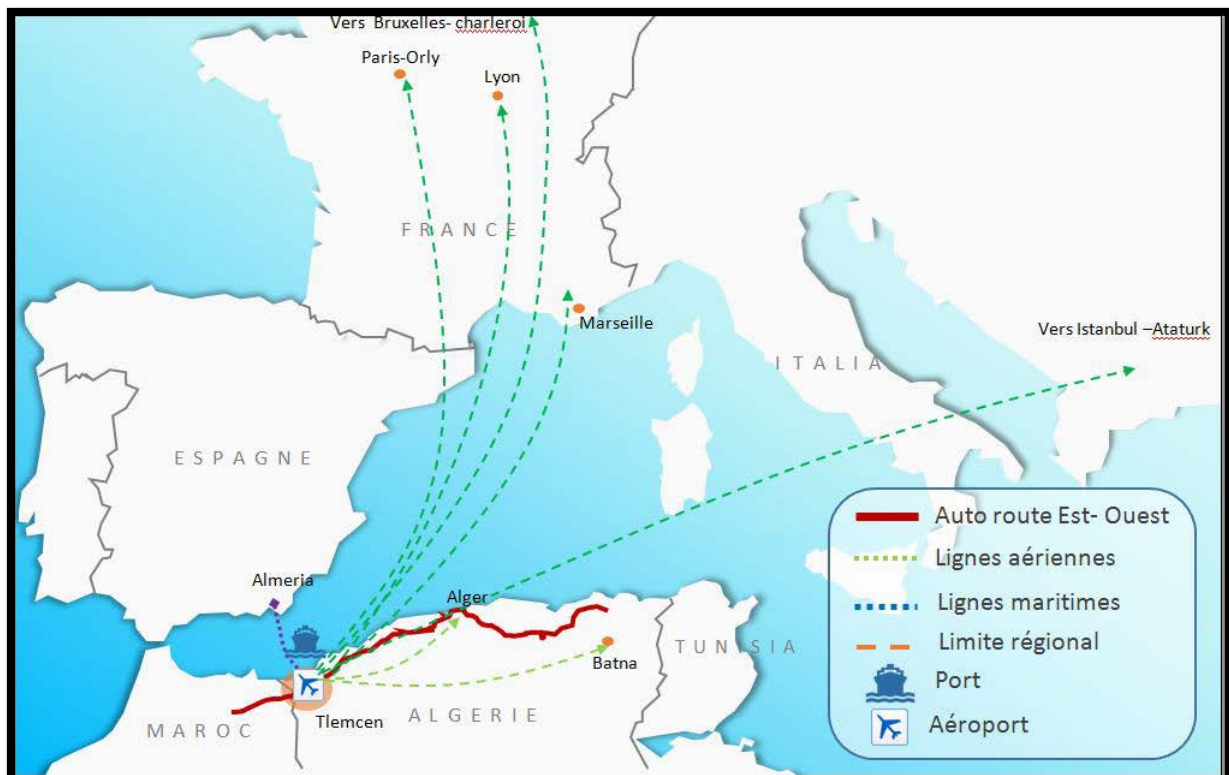 Vers Bruxelles- charleroi
Paris-Orly
Lyon
FRANCE
Marseille
Vers Istanbul –Ataturk
ITALIA
ESPAGNE
Almeria
Alger
Batna
TUNISIA
Tlemcen
ALGERIE
MAROC
Auto route Est- Ouest
Lignes aériennes
Lignes maritimes
Limite régional
Port
Aéroport